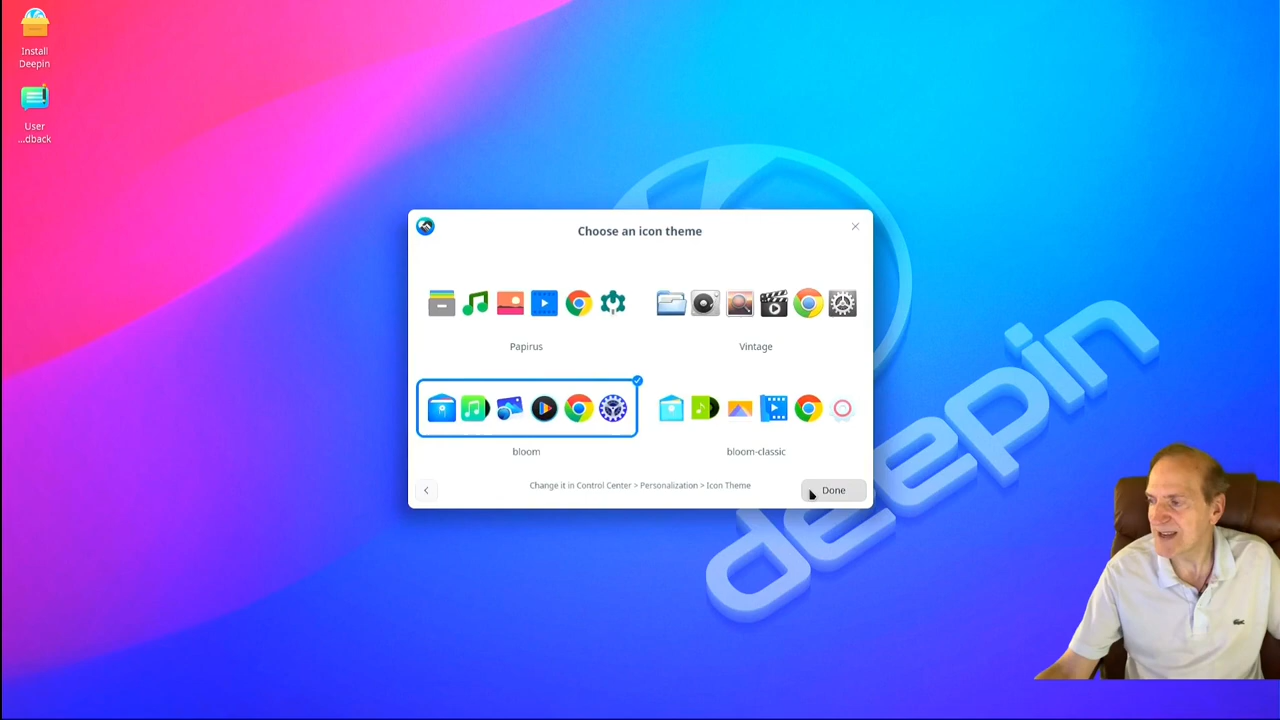 Install
Deepin
User
...dback
Choose an icon theme
Papirus
Vintage
bloom
bloom-classic
Change it in Control Center > Personalization > Icon Theme
Done
deepin